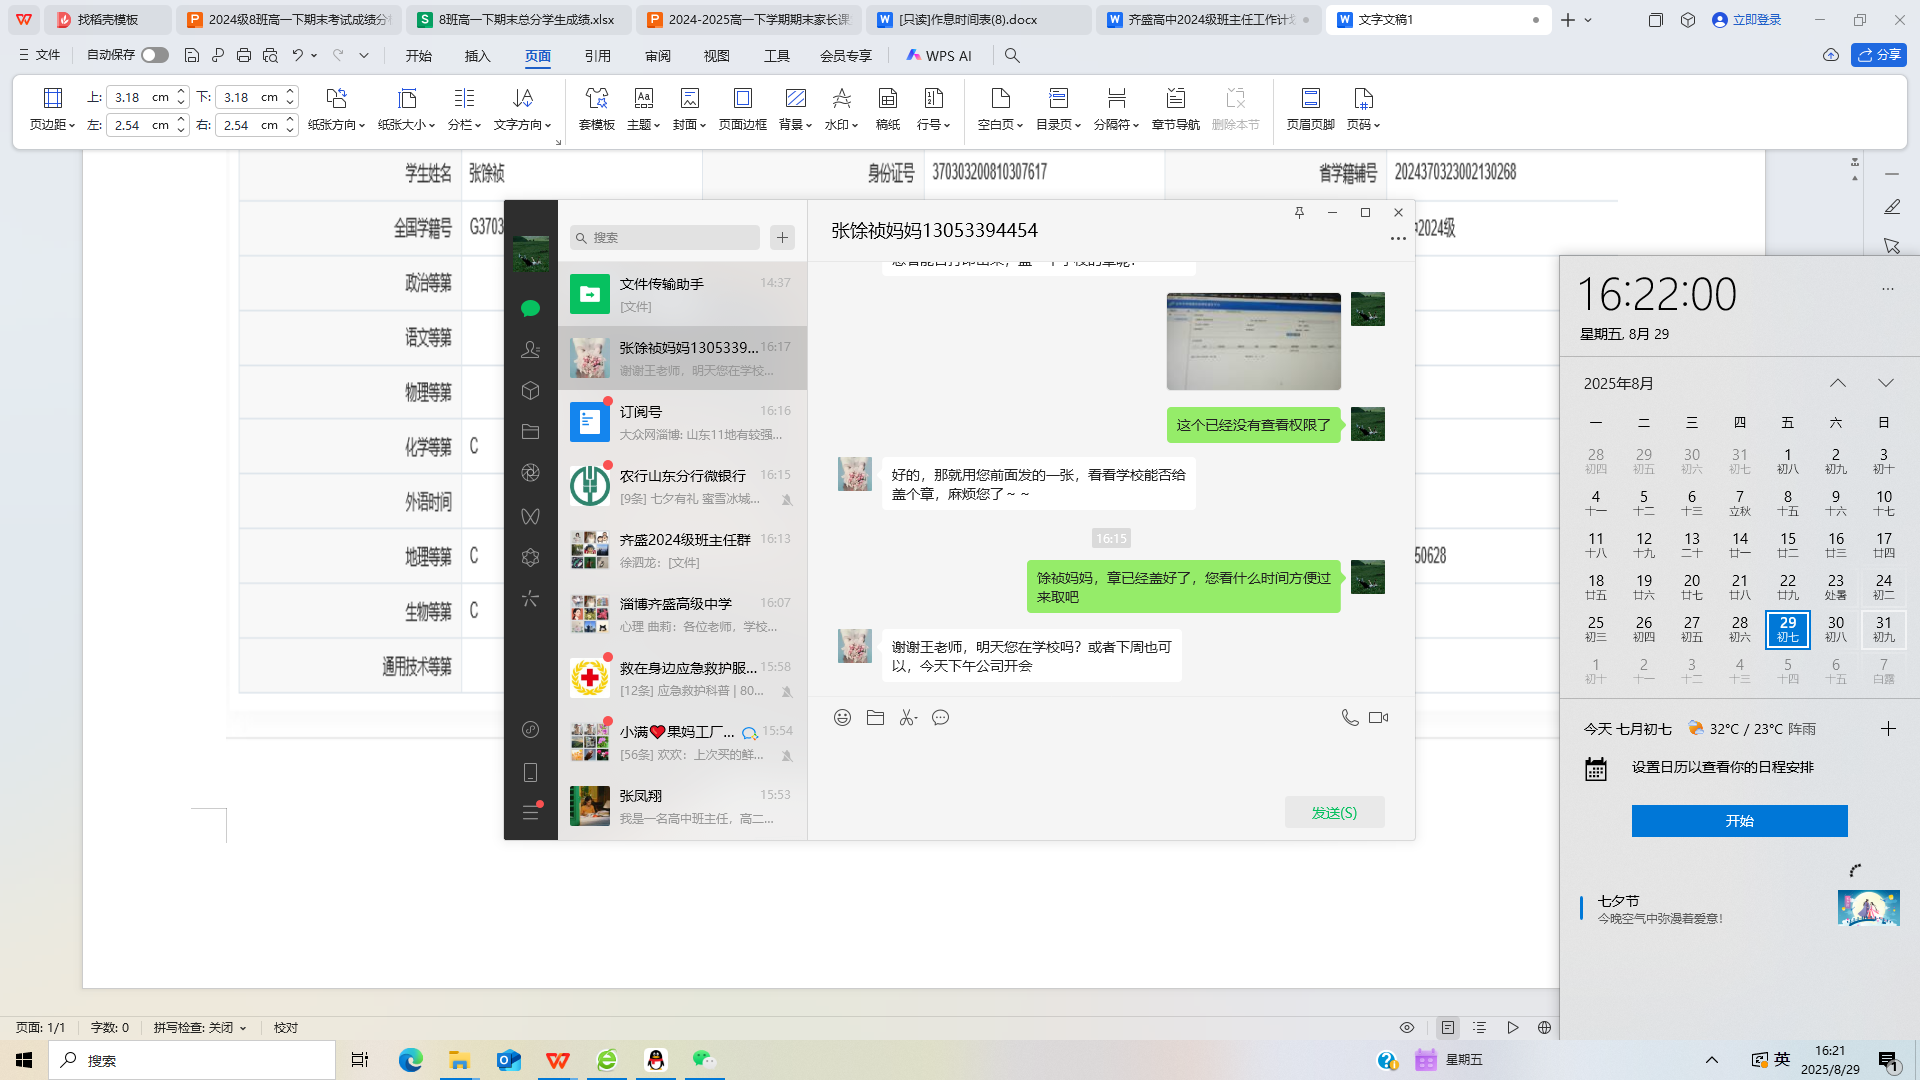 找稻壳模板
2024级8班高一下期末考试成绩分
8班高一下期末总分学生成绩.xlsx
2024-2025高一下学期期末家长课
[只读]作息时间表(8).docx
齐盛高中2024级班主任工作计
文字文稿1
立即登录
文件
自动保存
开始
插入
页面
引用
审阅
视图
工具
会员专享
WPS AI
分享
页边距
上: 3.18 cm
下: 3.18 cm
左: 2.54 cm
右: 2.54 cm
纸张方向
纸张大小
分栏
文字方向
套模板
主题
封面
页面边框
背景
水印
稿纸
行号
空白页
目录页
分隔符
章节导航
删除本节
页眉页脚
页码
学生姓名 张馀祯 身份证号 370303200810307617 省学籍辅号 2024370323002130268
全国学籍号 G3703
2024级
政治等第
语文等第
物理等第
化学等第 C
外语时间
地理等第 C
50628
生物等第 C
通用技术等第
搜索
文件传输助手 14:37
[文件]
张馀祯妈妈1305339... 16:17
谢谢王老师，明天您在学校...
订阅号 16:16
大众网淄博: 山东11地有较强...
农行山东分行微银行 16:15
[9条] 七夕有礼 蜜雪冰城...
齐盛2024级班主任群 16:13
徐泗龙：[文件]
淄博齐盛高级中学 16:07
心理 曲莉：各位老师，学校...
救在身边应急救护服... 15:58
[12条] 应急救护科普 | 80...
小满❤果妈工厂... 15:54
[56条] 欢欢：上次买的鲜...
张凤翔 15:53
我是一名高中班主任，高二...
张馀祯妈妈13053394454
这个已经没有查看权限了
好的，那就用您前面发的一张，看看学校能否给
盖个章，麻烦您了～～
16:15
馀祯妈妈，章已经盖好了，您看什么时间方便过
来取吧
谢谢王老师，明天您在学校吗？或者下周也可
以，今天下午公司开会
发送(S)
16:22:00
星期五, 8月 29
2025年8月
一 二 三 四 五 六 日
28 29 30 31 1 2 3
初四 初五 初六 初七 初八 初九 初十
4 5 6 7 8 9 10
十一 十二 十三 立秋 十五 十六 十七
11 12 13 14 15 16 17
十八 十九 二十 廿一 廿二 廿三 廿四
18 19 20 21 22 23 24
廿五 廿六 廿七 廿八 廿九 处暑 初二
25 26 27 28 29 30 31
初三 初四 初五 初六 初七 初八 初九
1 2 3 4 5 6 7
初十 十一 十二 十三 十四 十五 白露
今天 七月初七
32°C / 23°C 阵雨
设置日历以查看你的日程安排
开始
七夕节
今晚空气中弥漫着爱意！
页面: 1/1
字数: 0
拼写检查: 关闭
校对
搜索
星期五
英
16:21
2025/8/29
1